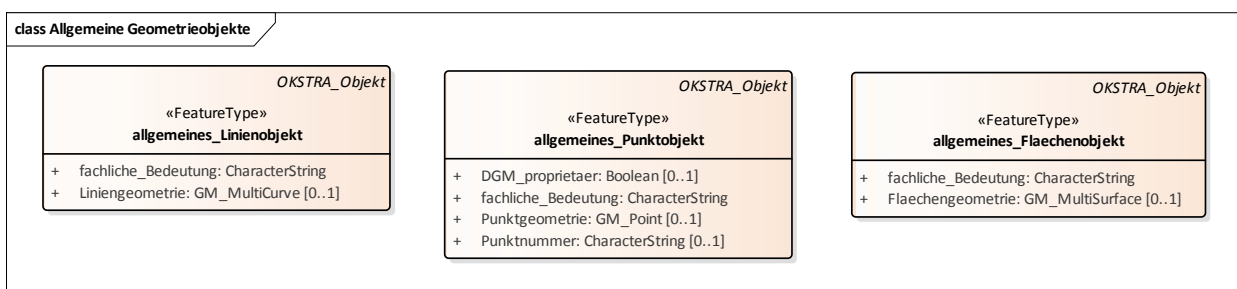 class Allgemeine Geometrieobjekte
OKSTRA_Objekt
«FeatureType»
allgemeines_Linienobjekt
+ fachliche_Bedeutung: CharacterString
+ Liniengeometrie: GM_MultiCurve [0..1]
OKSTRA_Objekt
«FeatureType»
allgemeines_Punktobjekt
+ DGM_proprietaer: Boolean [0..1]
+ fachliche_Bedeutung: CharacterString
+ Punktgeometrie: GM_Point [0..1]
+ Punktnummer: CharacterString [0..1]
OKSTRA_Objekt
«FeatureType»
allgemeines_Flaechenobjekt
+ fachliche_Bedeutung: CharacterString
+ Flaechengeometrie: GM_MultiSurface [0..1]